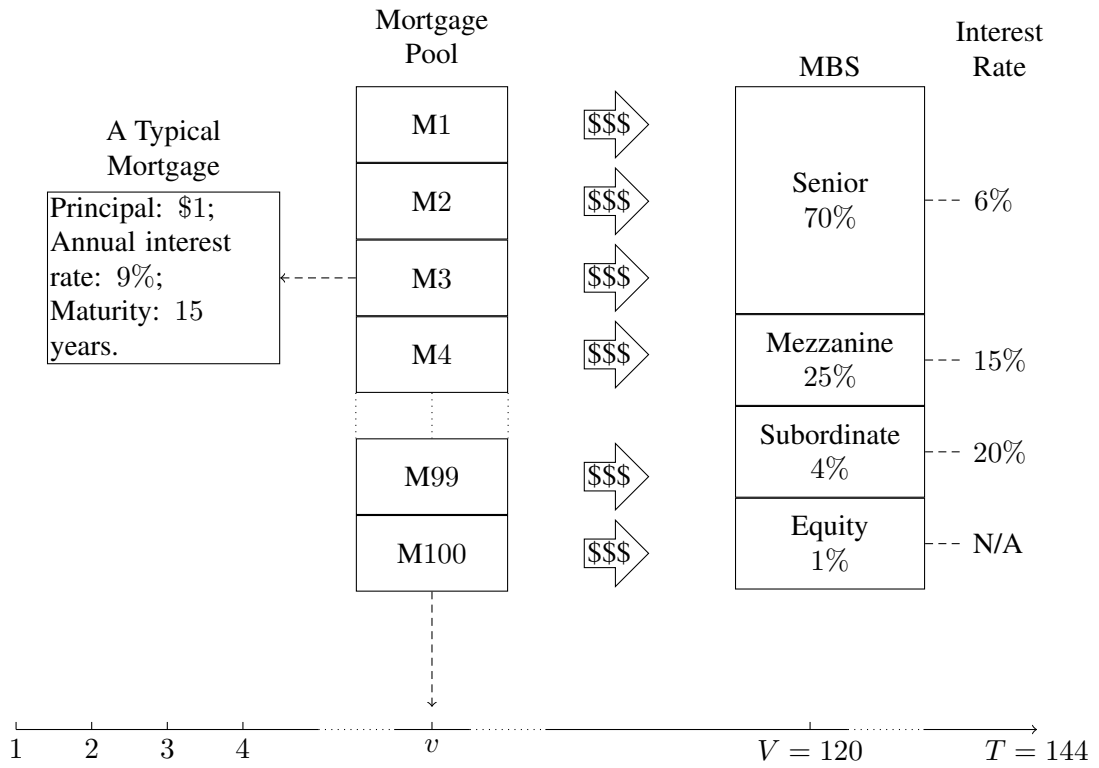 Mortgage
Pool
Interest
Rate
MBS
A Typical
Mortgage
Principal: $1;
Annual interest
rate: 9%;
Maturity: 15
years.
M1
M2
M3
M4
M99
M100
$$$
$$$
$$$
$$$
$$$
$$$
Senior
70%
6%
Mezzanine
25%
15%
Subordinate
4%
20%
Equity
1%
N/A
1
2
3
4
v
V = 120
T = 144